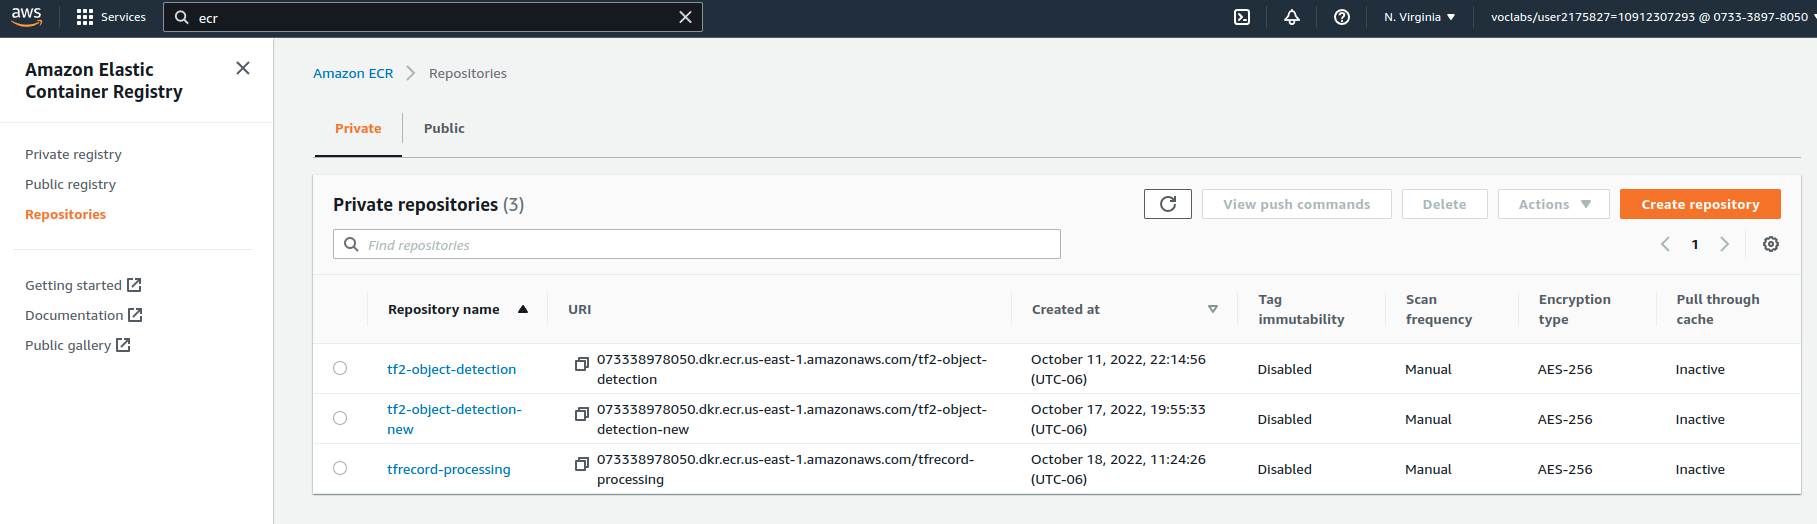 aws
Services
ecr
N. Virginia
voclabs/user2175827=10912307293 @ 0733-3897-8050
Amazon Elastic
Container Registry
Private registry
Public registry
Repositories
Getting started
Documentation
Public gallery
Amazon ECR
Repositories
Private
Public
Private repositories (3)
View push commands
Delete
Actions
Create repository
Find repositories
1
Repository name
URI
Created at
Tag
immutability
Scan
frequency
Encryption
type
Pull through
cache
tf2-object-detection
073338978050.dkr.ecr.us-east-1.amazonaws.com/tf2-object-
detection
October 11, 2022, 22:14:56
(UTC-06)
Disabled
Manual
AES-256
Inactive
tf2-object-detection-
new
073338978050.dkr.ecr.us-east-1.amazonaws.com/tf2-object-
detection-new
October 17, 2022, 19:55:33
(UTC-06)
Disabled
Manual
AES-256
Inactive
tfrecord-processing
073338978050.dkr.ecr.us-east-1.amazonaws.com/tfrecord-
processing
October 18, 2022, 11:24:26
(UTC-06)
Disabled
Manual
AES-256
Inactive